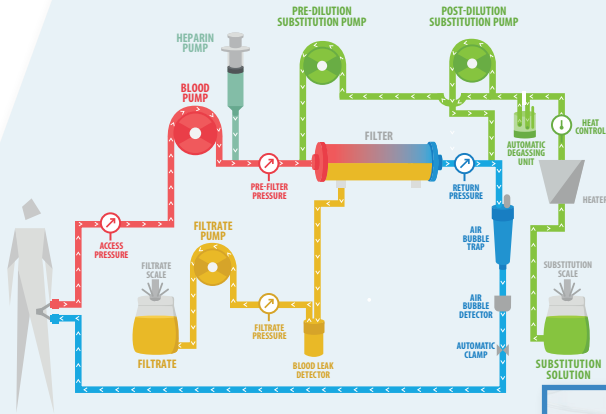 PRE-DILUTION
SUBSTITUTION PUMP
POST-DILUTION
SUBSTITUTION PUMP
HEPARIN
PUMP
BLOOD
PUMP
FILTER
HEAT
CONTROL
AUTOMATIC
DEGASSING
UNIT
PRE-FILTER
PRESSURE
RETURN
PRESSURE
HEATER
ACCESS
PRESSURE
FILTRATE
PUMP
AIR
BUBBLE
TRAP
FILTRATE
SCALE
SUBSTITUTION
SCALE
AIR
BUBBLE
DETECTOR
FILTRATE
PRESSURE
AUTOMATIC
CLAMP
FILTRATE
BLOOD LEAK
DETECTOR
SUBSTITUTION
SOLUTION